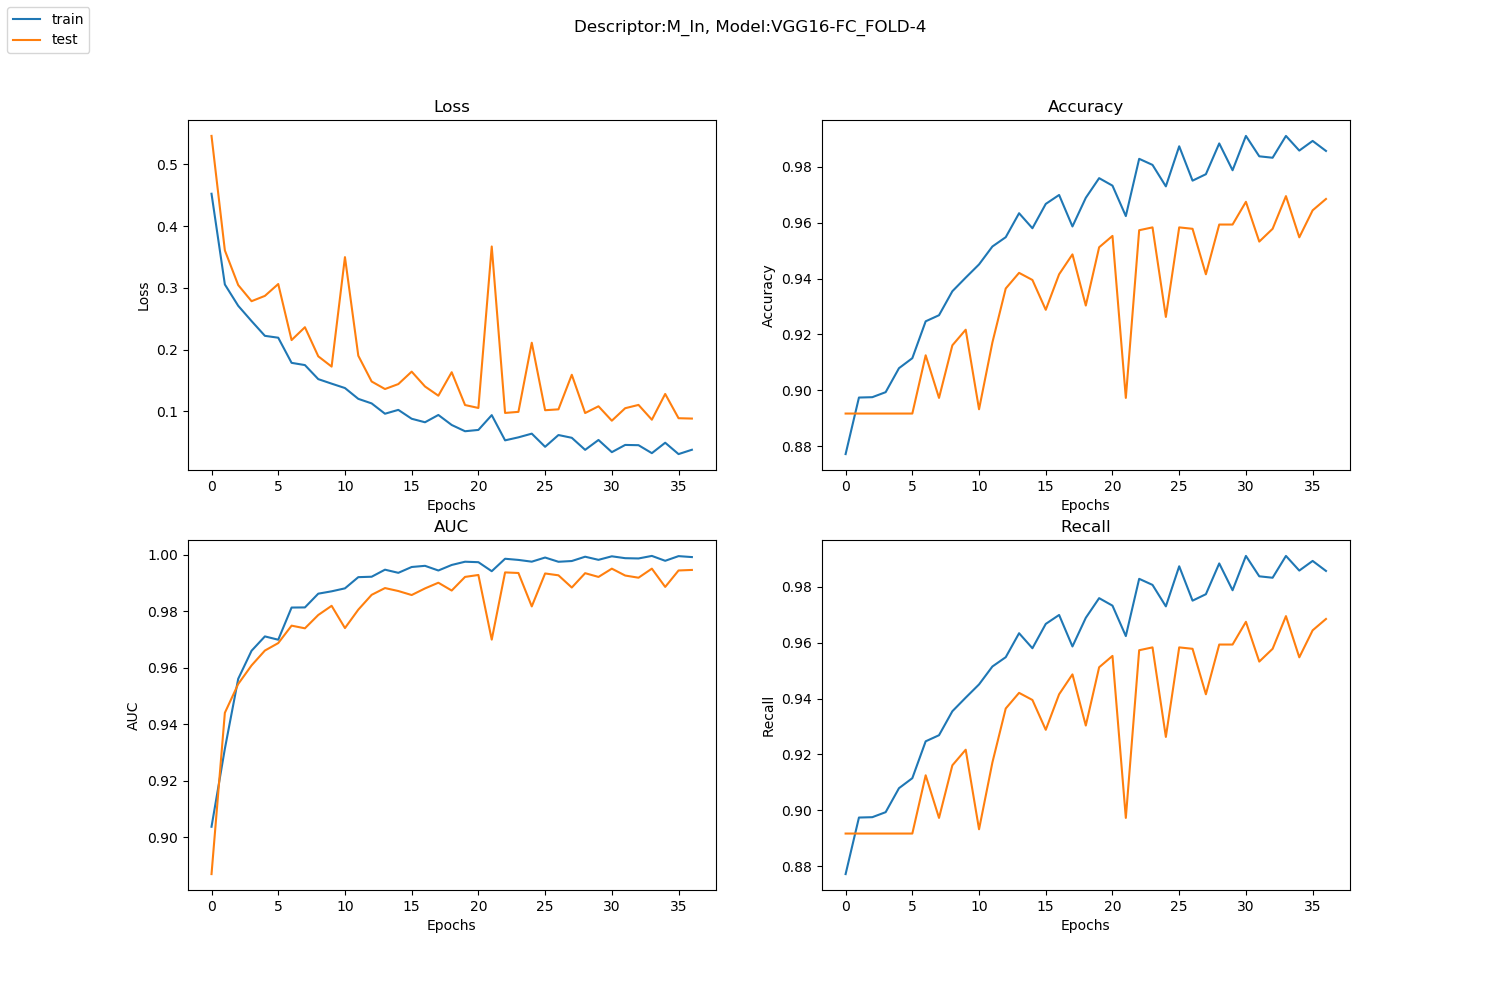 train
test
Descriptor:M_In, Model:VGG16-FC_FOLD-4
Loss
Loss
0.5
0.4
0.3
0.2
0.1
0 5 10 15 20 25 30 35
Epochs
Accuracy
Accuracy
0.98
0.96
0.94
0.92
0.90
0.88
0 5 10 15 20 25 30 35
Epochs
AUC
AUC
1.00
0.98
0.96
0.94
0.92
0.90
0 5 10 15 20 25 30 35
Epochs
Recall
Recall
0.98
0.96
0.94
0.92
0.90
0.88
0 5 10 15 20 25 30 35
Epochs